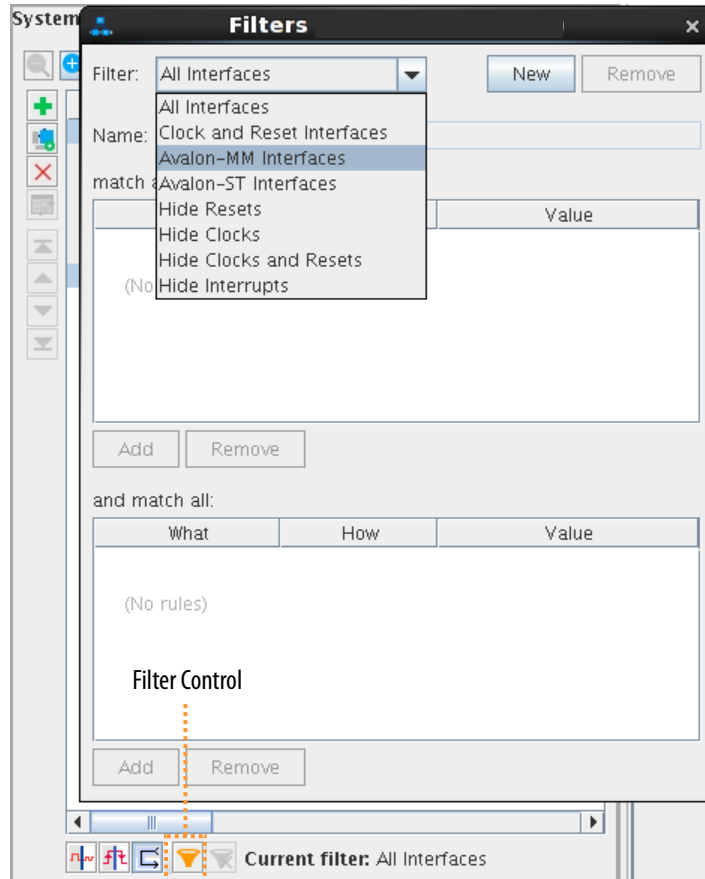 System
Filters
Filter: All Interfaces New Remove
All Interfaces
Name: Clock and Reset Interfaces
Avalon-MM Interfaces
match a Avalon-ST Interfaces
Hide Resets
Value
Hide Clocks
Hide Clocks and Resets
(No Hide Interrupts
Add Remove
and match all:
What How Value
(No rules)
Filter Control
Add Remove
Current filter: All Interfaces